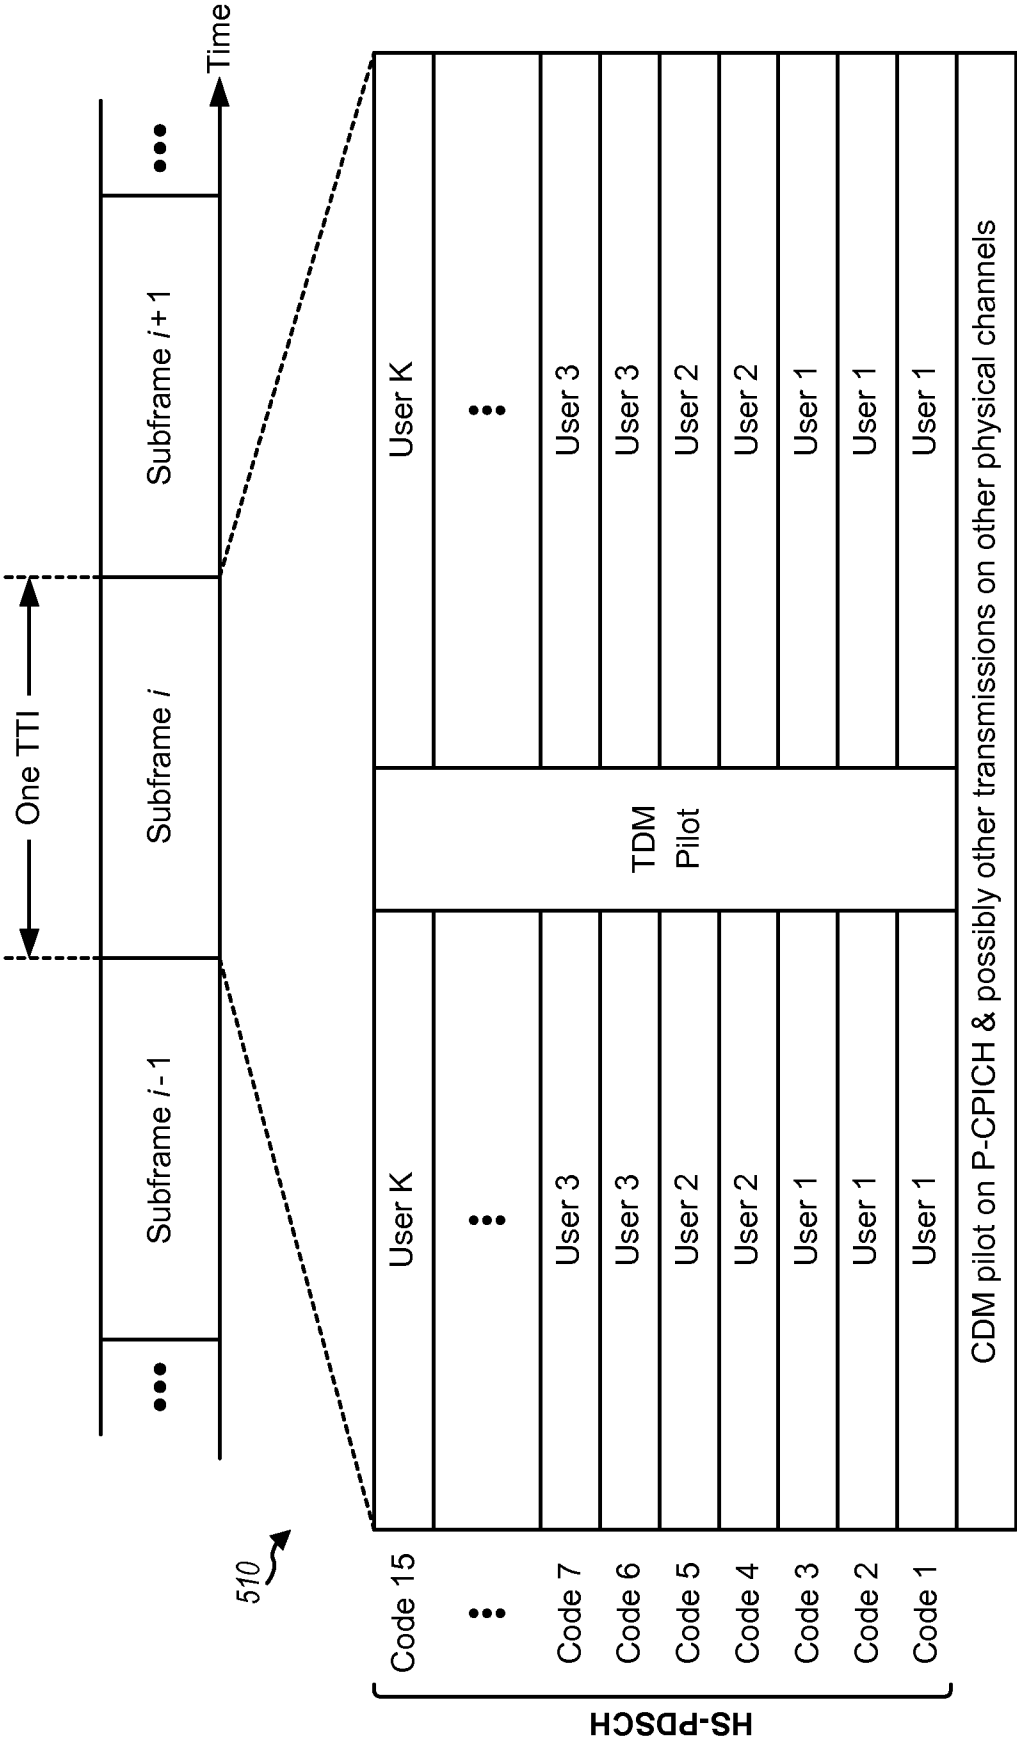 One TTI
Subframe i - 1
Subframe i
Subframe i + 1
Time
510
HS-PDSCH
Code 15
User K
User K
Code 7
User 3
User 3
Code 6
User 3
User 3
Code 5
User 2
User 2
Code 4
User 2
User 2
Code 3
User 1
User 1
Code 2
User 1
User 1
Code 1
User 1
User 1
TDM
Pilot
CDM pilot on P-CPICH & possibly other transmissions on other physical channels